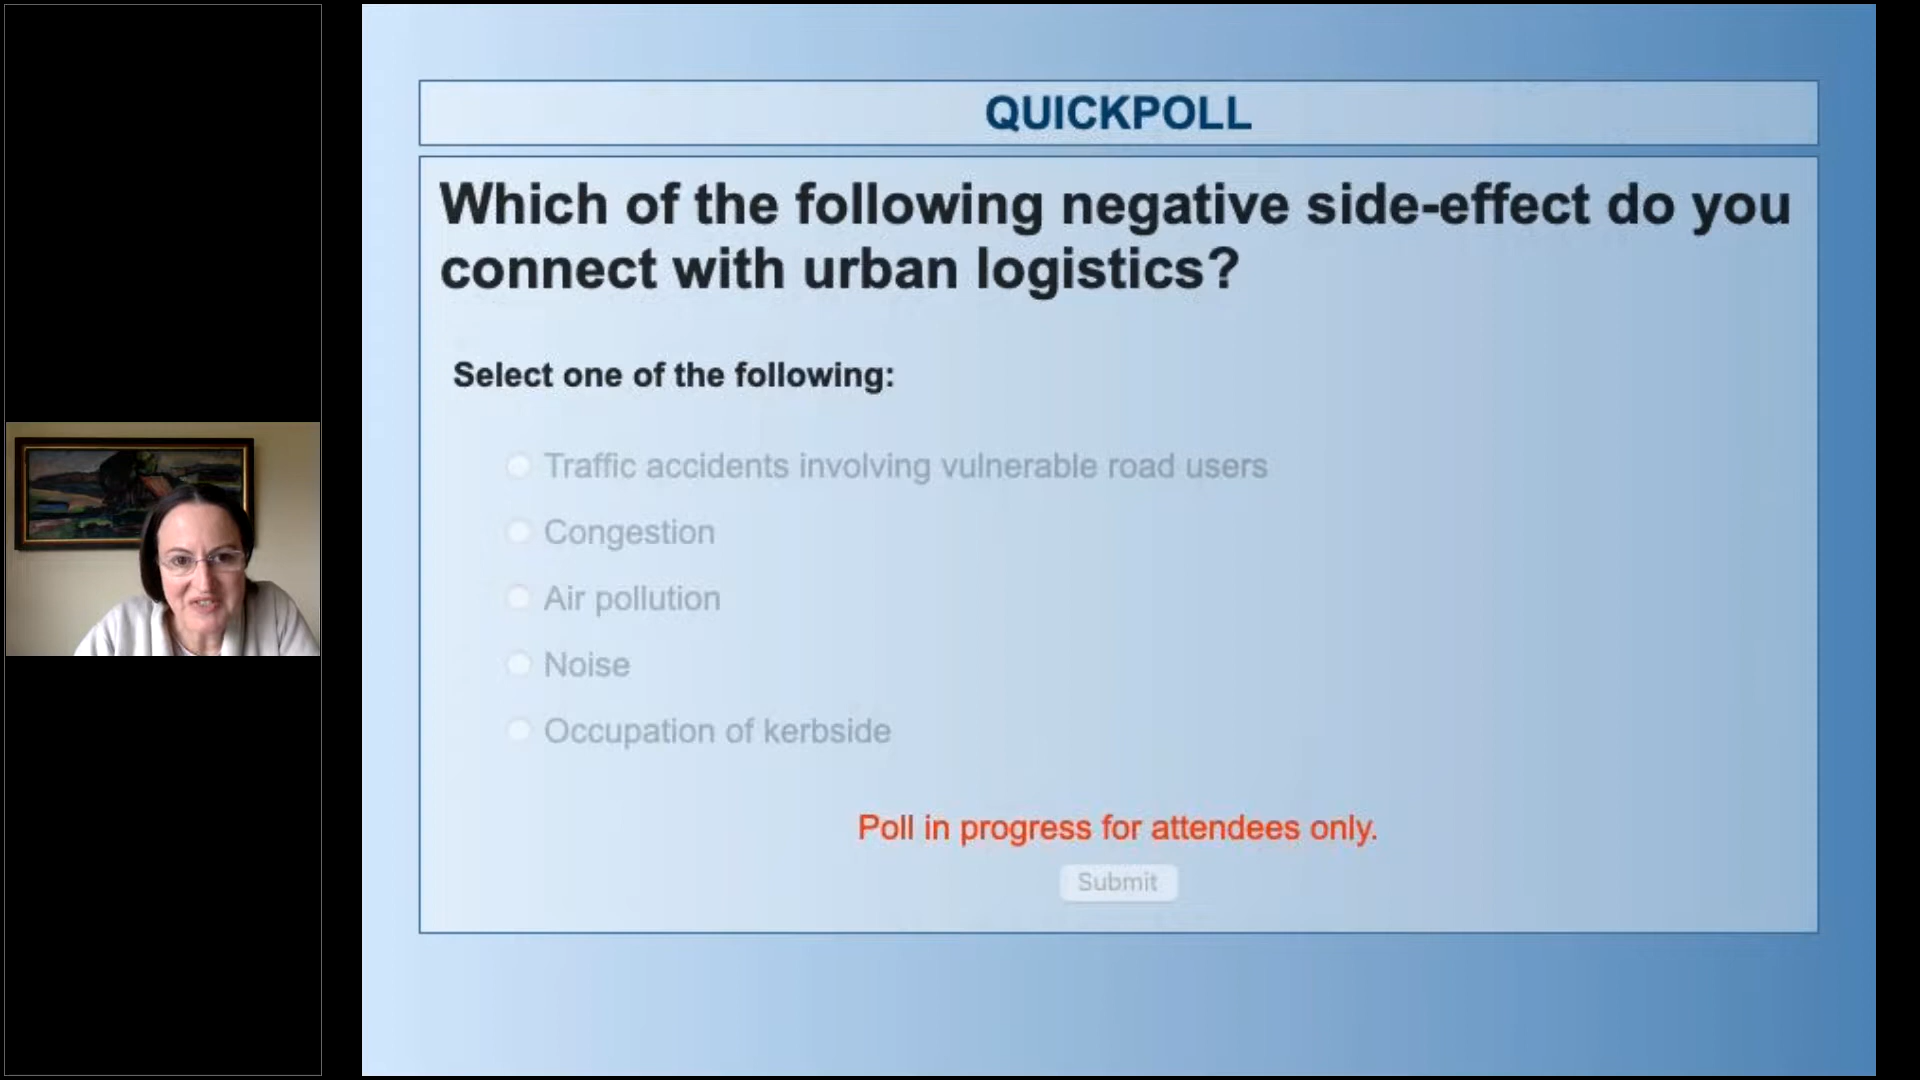 QUICKPOLL
Which of the following negative side-effect do you
connect with urban logistics?
Select one of the following:
Traffic accidents involving vulnerable road users
Congestion
Air pollution
Noise
Occupation of kerbside
Poll in progress for attendees only.
Submit